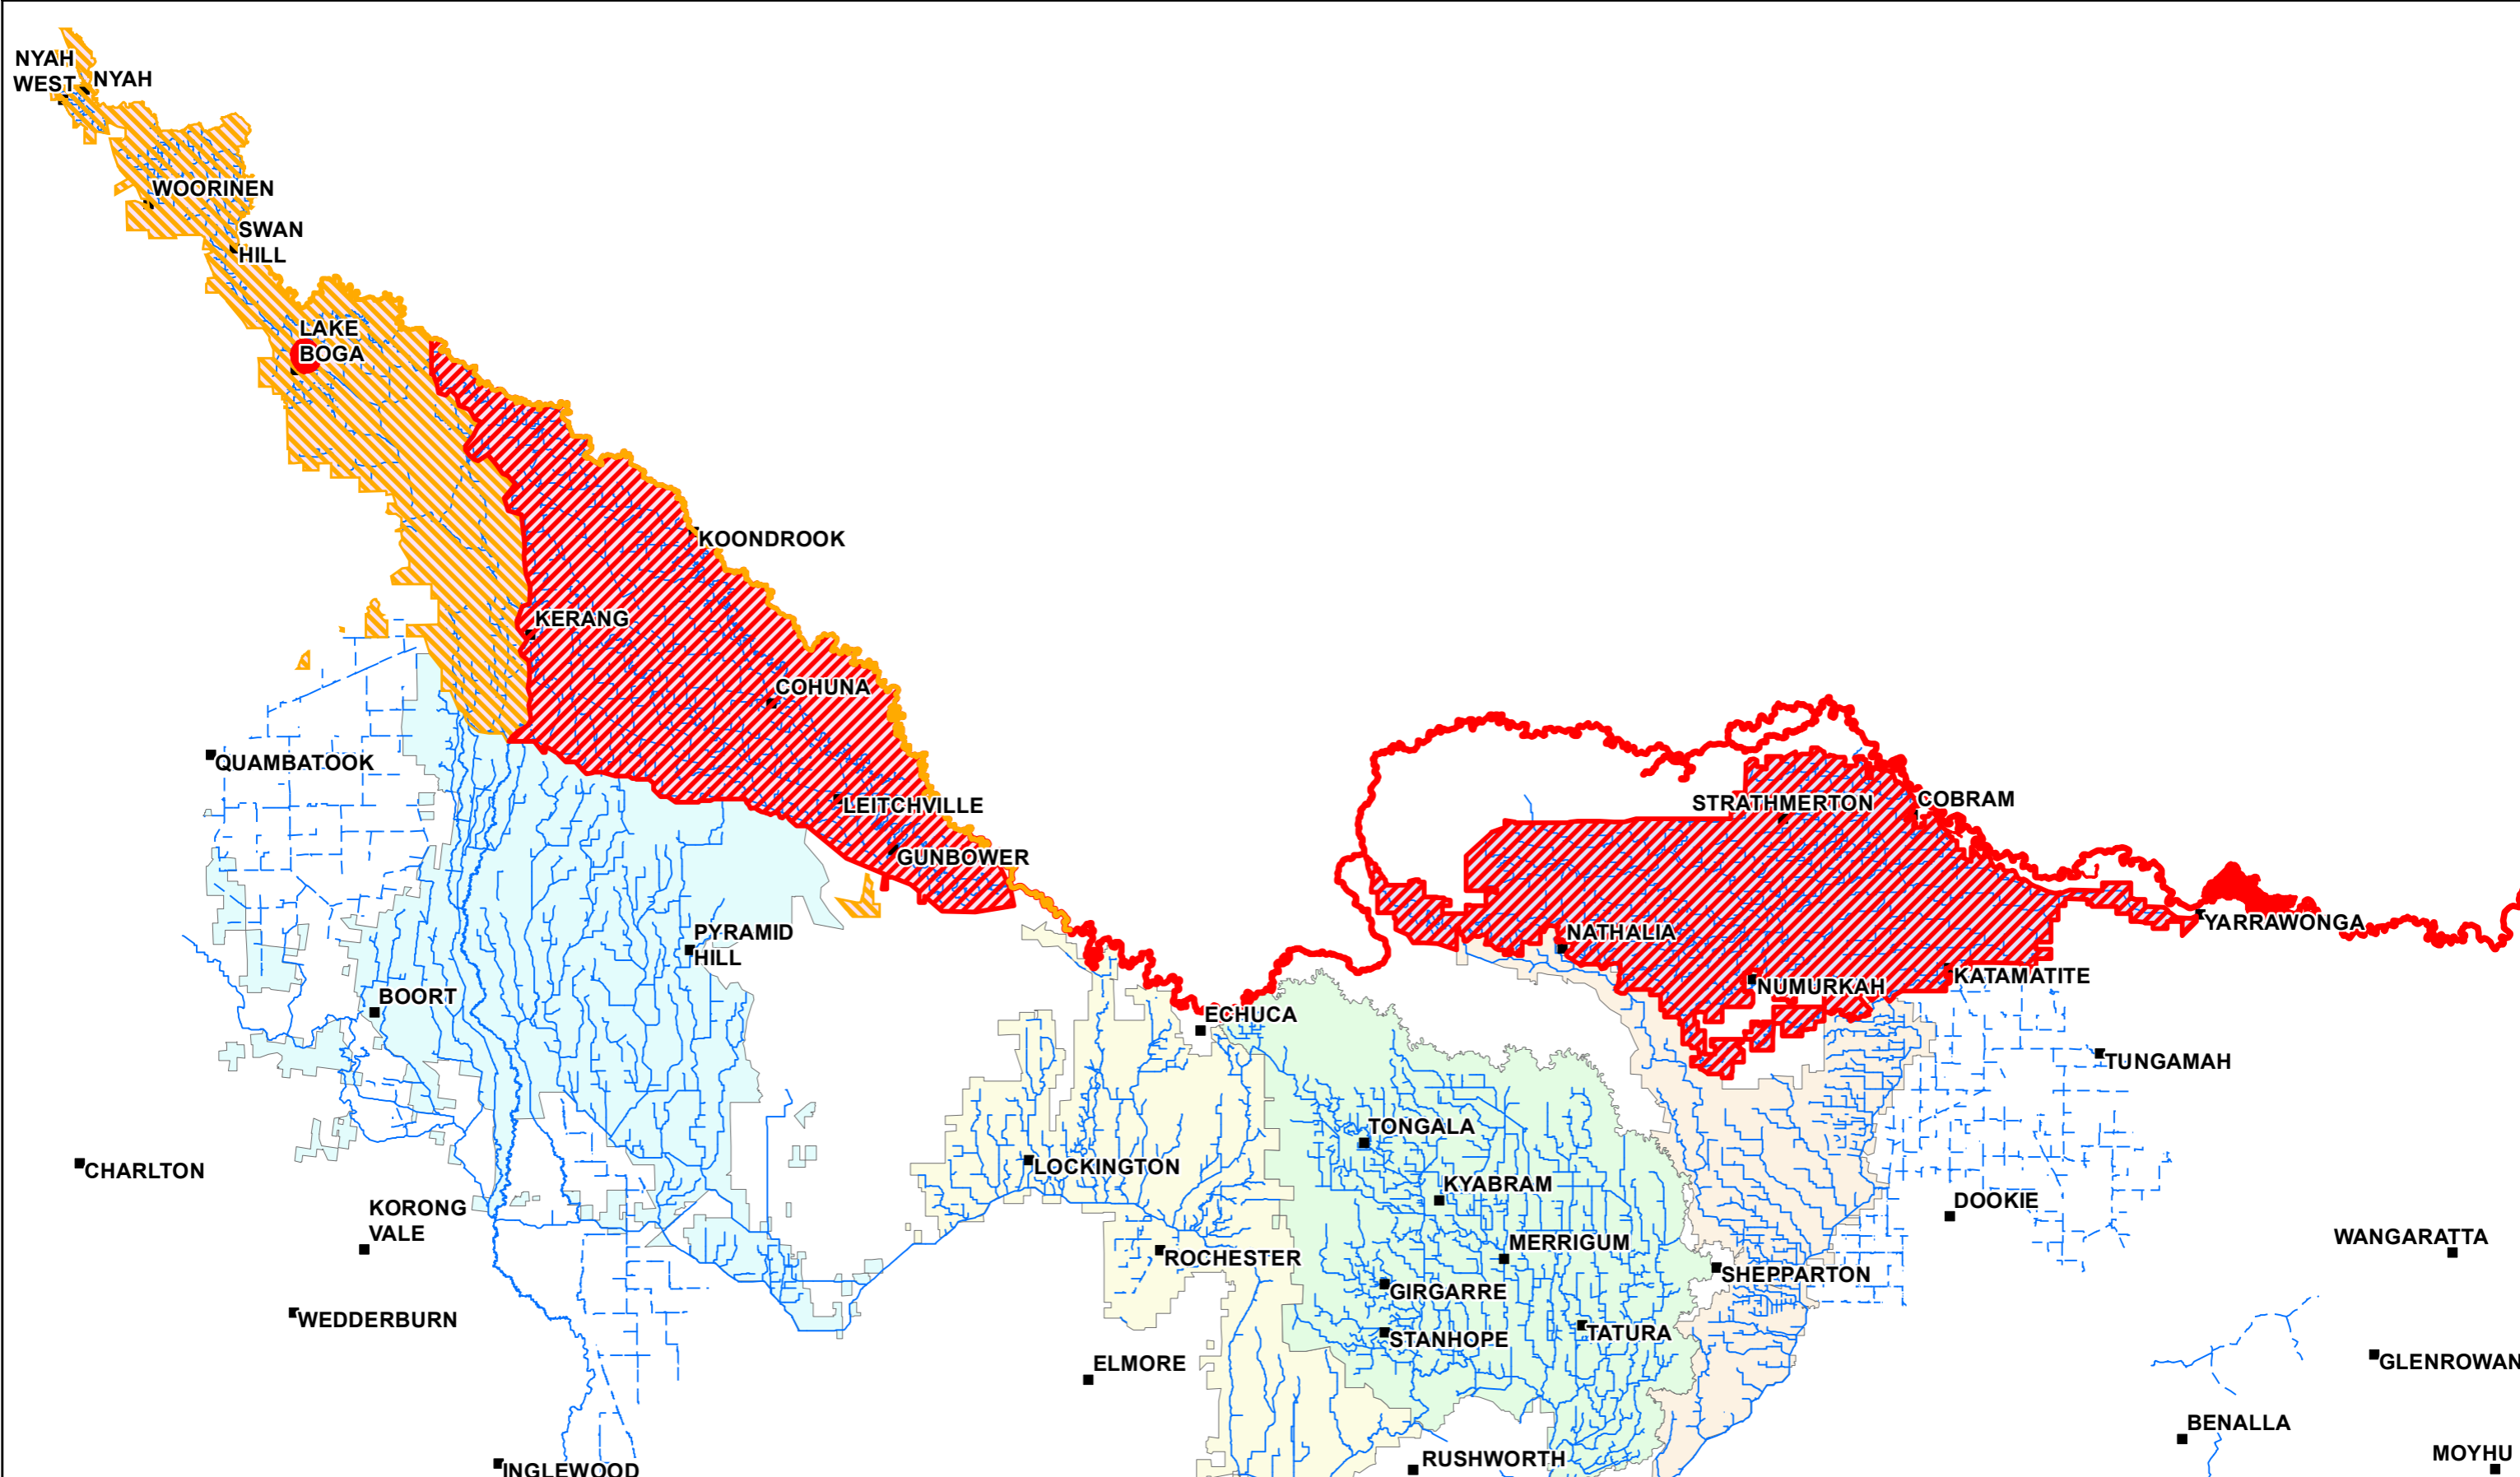 NYAH
WEST
NYAH
WOORINEN
SWAN
HILL
LAKE
BOGA
KOONDROOK
KERANG
COHUNA
QUAMBATOOK
LEITCHVILLE
STRATHMERTON
COBRAM
GUNBOWER
PYRAMID
HILL
NATHALIA
YARRAWONGA
BOORT
NUMURKAH
KATAMATITE
ECHUCA
TUNGAMAH
TONGALA
CHARLTON
LOCKINGTON
KYABRAM
KORONG
VALE
DOOKIE
WANGARATTA
MERRIGUM
ROCHESTER
SHEPPARTON
GIRGARRE
WEDDERBURN
STANHOPE
TATURA
ELMORE
GLENROWAN
BENALLA
RUSHWORTH
MOYHU
INGLEWOOD